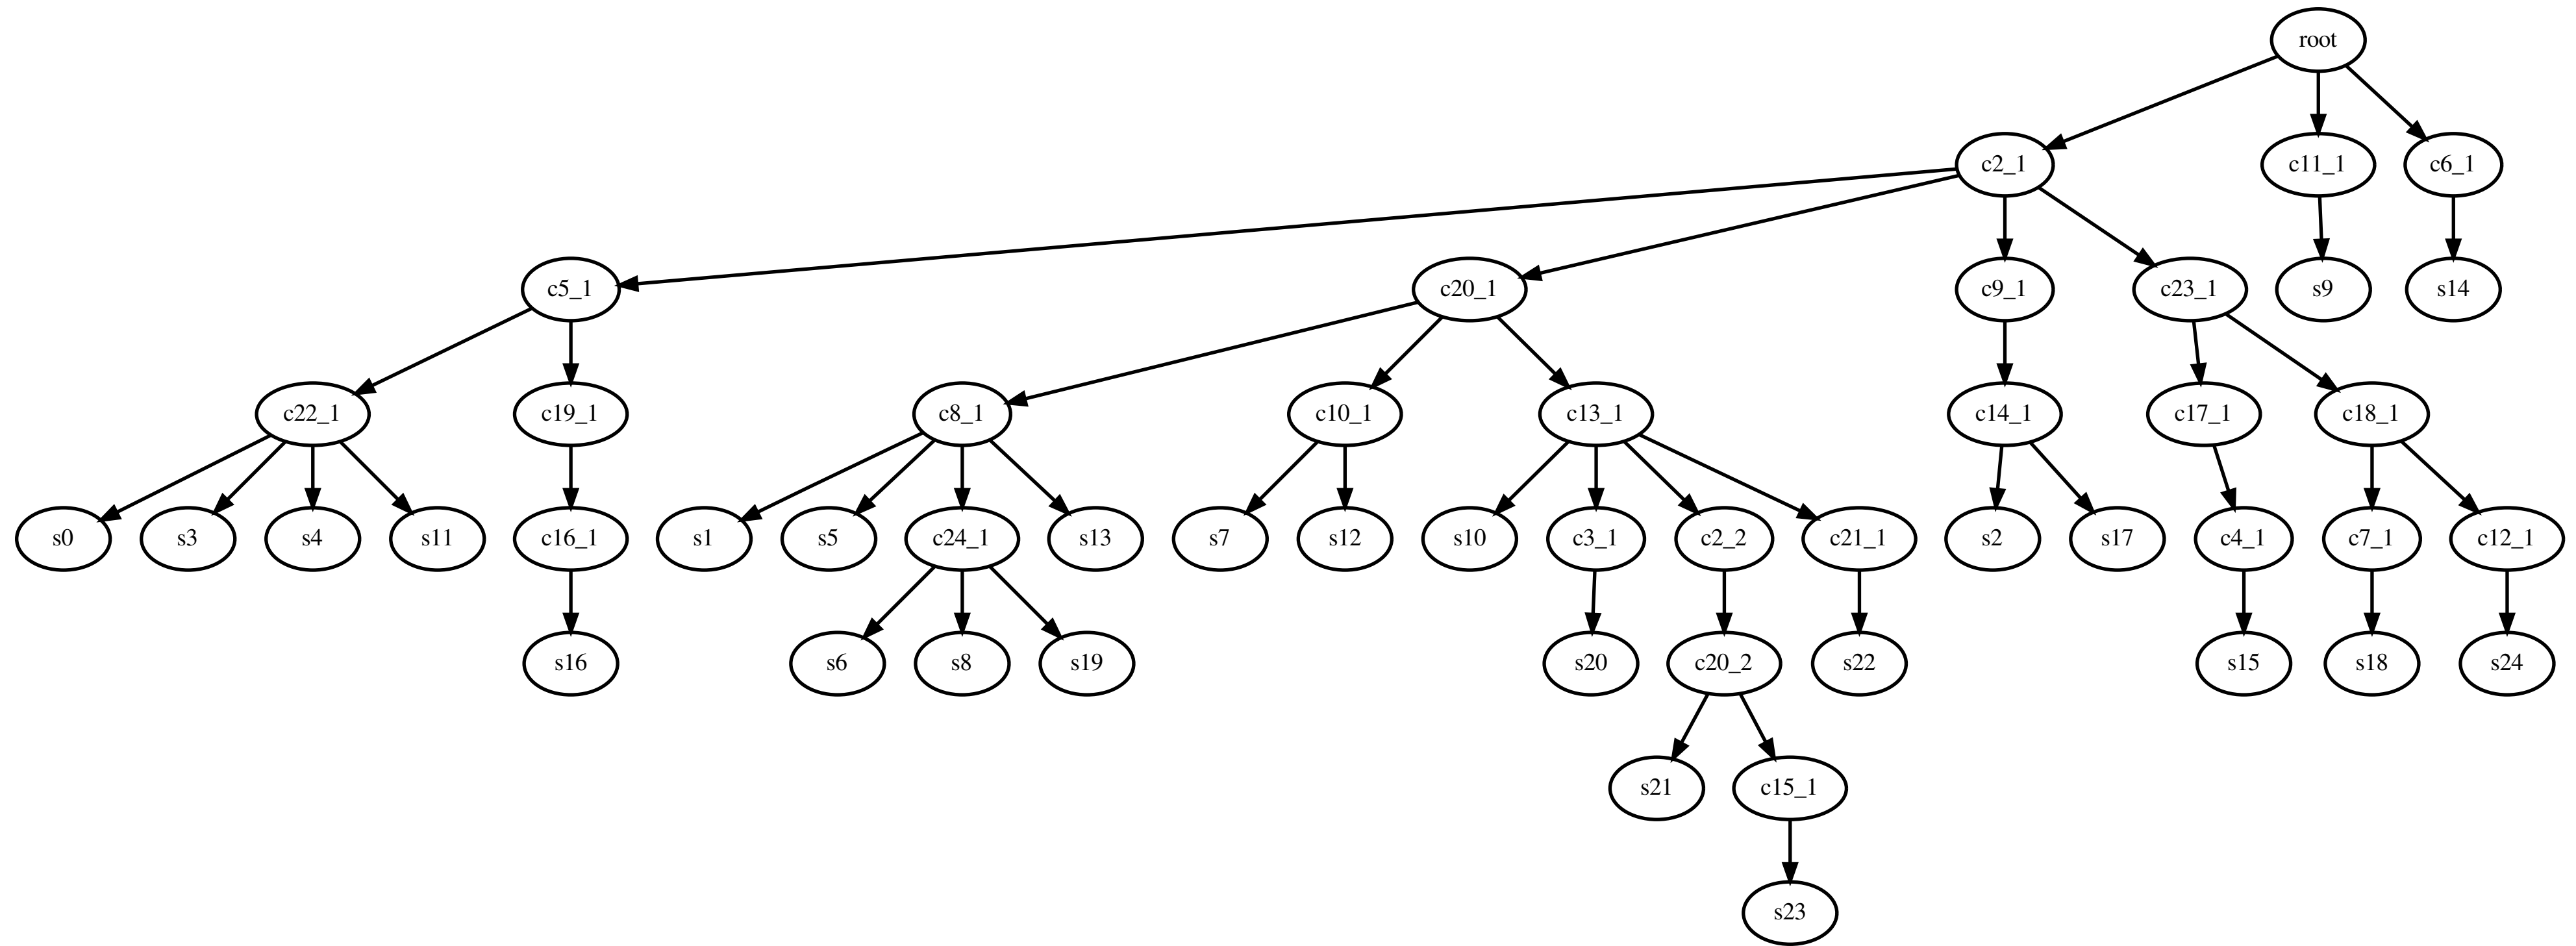 root
c2_1 c11_1 c6_1
c5_1 c20_1 c9_1 c23_1 s9 s14
c22_1 c19_1 c8_1 c10_1 c13_1 c14_1 c17_1 c18_1
s0 s3 s4 s11 c16_1 s1 s5 c24_1 s13 s7 s12 s10 c3_1 c2_2 c21_1 s2 s17 c4_1 c7_1 c12_1
s16 s6 s8 s19 s20 c20_2 s22 s15 s18 s24
s21 c15_1
s23